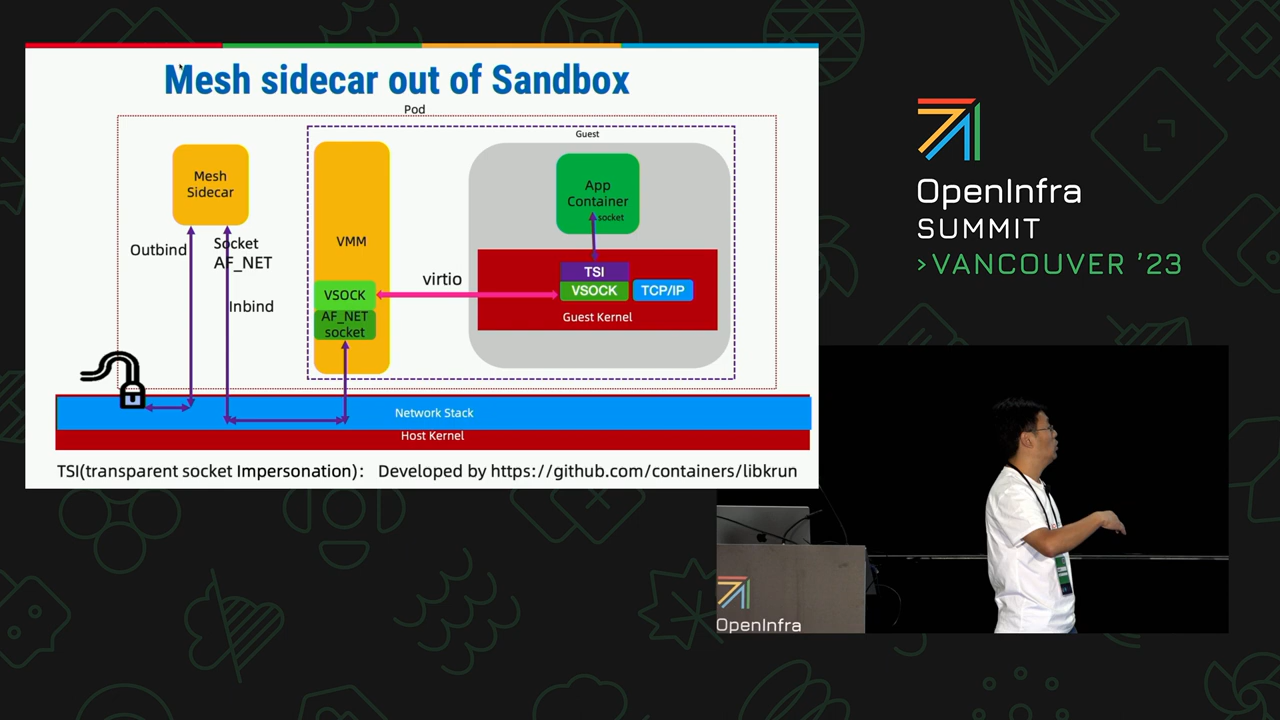 Mesh sidecar out of Sandbox
Pod
Guest
Mesh
Sidecar
App
Container
socket
Outbind
Socket
AF_NET
Inbind
VMM
VSOCK
AF_NET
socket
virtio
TSI
VSOCK
TCP/IP
Guest Kernel
Network Stack
Host Kernel
TSI(transparent socket Impersonation): Developed by https://github.com/containers/libkrun
OpenInfra
SUMMIT
>VANCOUVER '23
OpenInfra